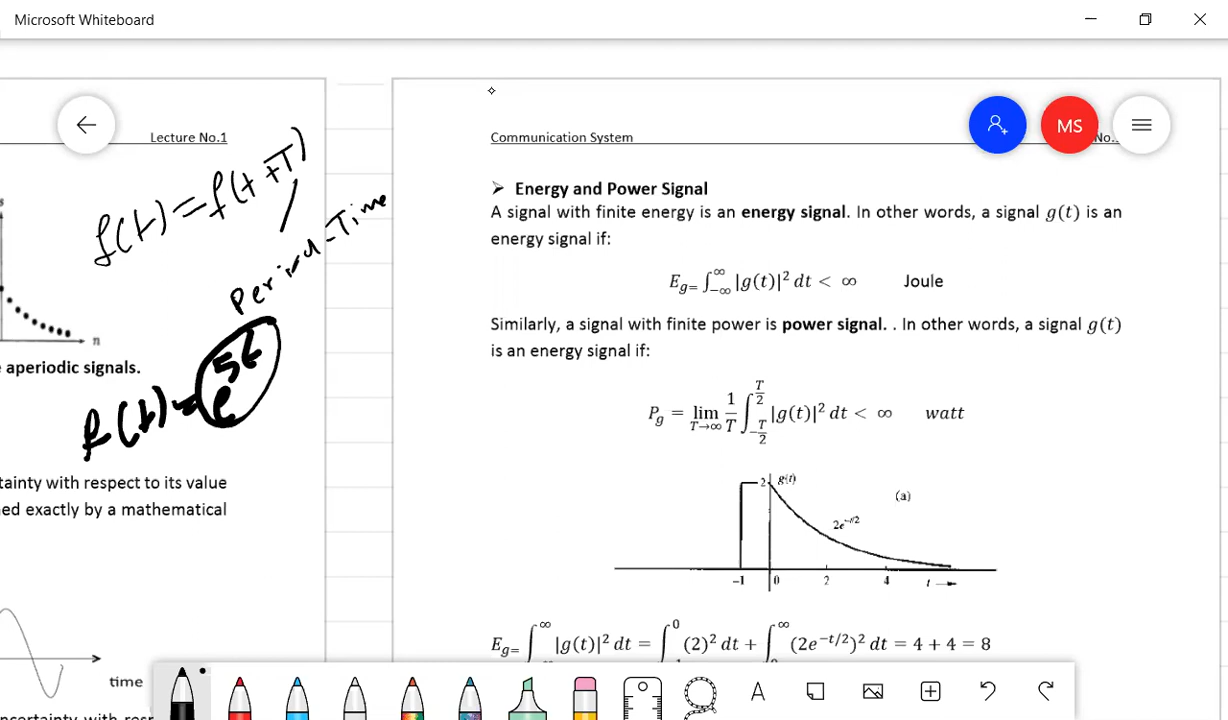 Microsoft Whiteboard
Lecture No.1
f(t) = f(t+T)
Period-Time
n
e aperiodic signals.
f(t) = e^5t
tainty with respect to its value
ed exactly by a mathematical
time
Communication System
No.
MS
➢ Energy and Power Signal
A signal with finite energy is an energy signal. In other words, a signal g(t) is an
energy signal if:
E_g= ∫_{-∞}^{∞} |g(t)|² dt < ∞ Joule
Similarly, a signal with finite power is power signal. . In other words, a signal g(t)
is an energy signal if:
P_g = lim_{T→∞} 1/T ∫_{-T/2}^{T/2} |g(t)|² dt < ∞ watt
2 g(t)
(a)
2e^{-t/2}
-1 0 2 4 t
E_g= ∫^{∞} |g(t)|² dt = ∫^{0} (2)² dt + ∫^{∞} (2e^{-t/2})² dt = 4 + 4 = 8
A